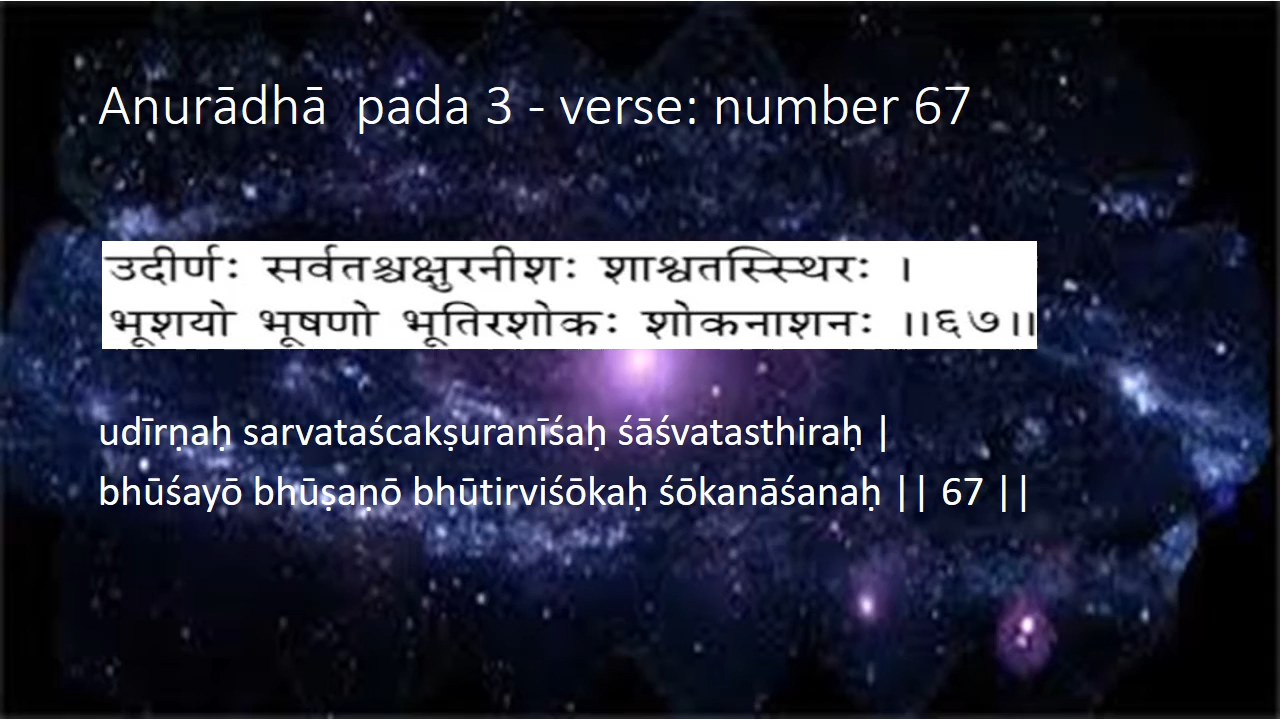 Anurādhā pada 3 - verse: number 67
उदीर्णः सर्वतश्चक्षुरनीशः शाश्वतस्स्थिरः ।
भूशयो भूषणो भूतिरशोकः शोकनाशनः ।।६७।।
udīrṇaḥ sarvataścakṣuranīśaḥ śāśvatasthiraḥ |
bhūśayō bhūṣaṇō bhūtirviśōkaḥ śōkanāśanaḥ || 67 ||